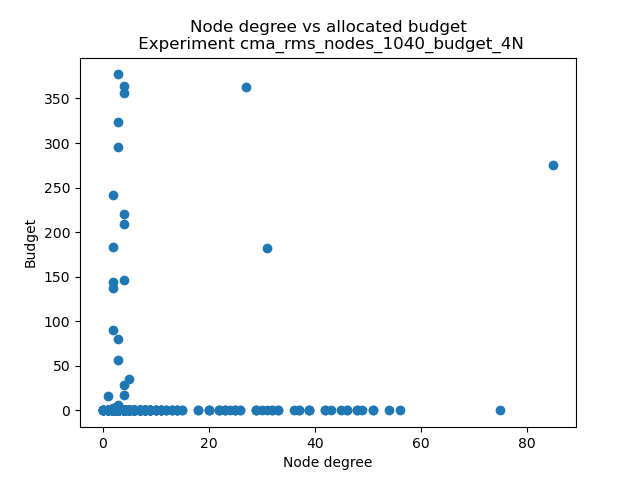 Node degree vs allocated budget
Experiment cma_rms_nodes_1040_budget_4N
350
300
250
200
150
100
50
0
Budget
0 20 40 60 80
Node degree